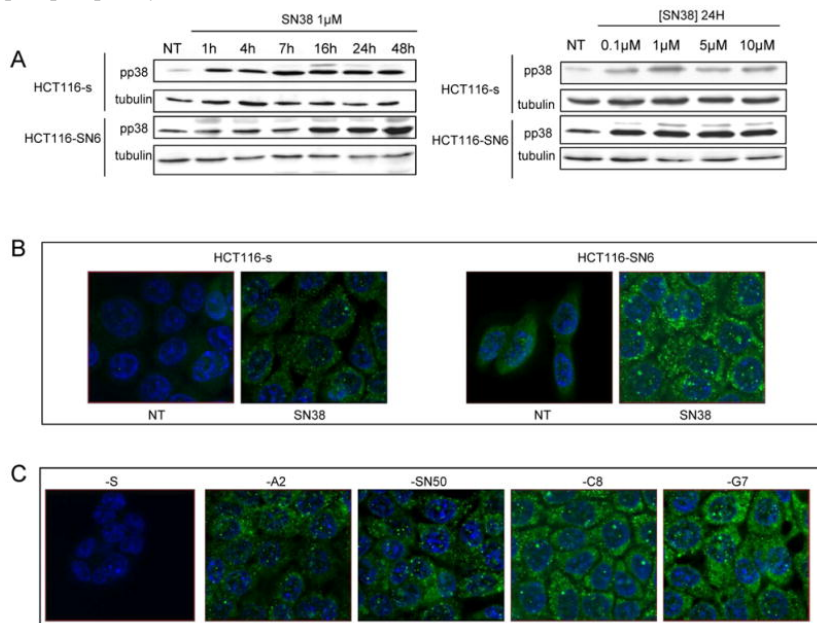 SN38 1µM
[SN38] 24H
A
NT 1h 4h 7h 16h 24h 48h
NT 0.1µM 1µM 5µM 10µM
HCT116-s
pp38
tubulin
HCT116-SN6
pp38
tubulin
HCT116-s
pp38
tubulin
HCT116-SN6
pp38
tubulin
B
HCT116-s
HCT116-SN6
NT
SN38
NT
SN38
C
-S
-A2
-SN50
-C8
-G7